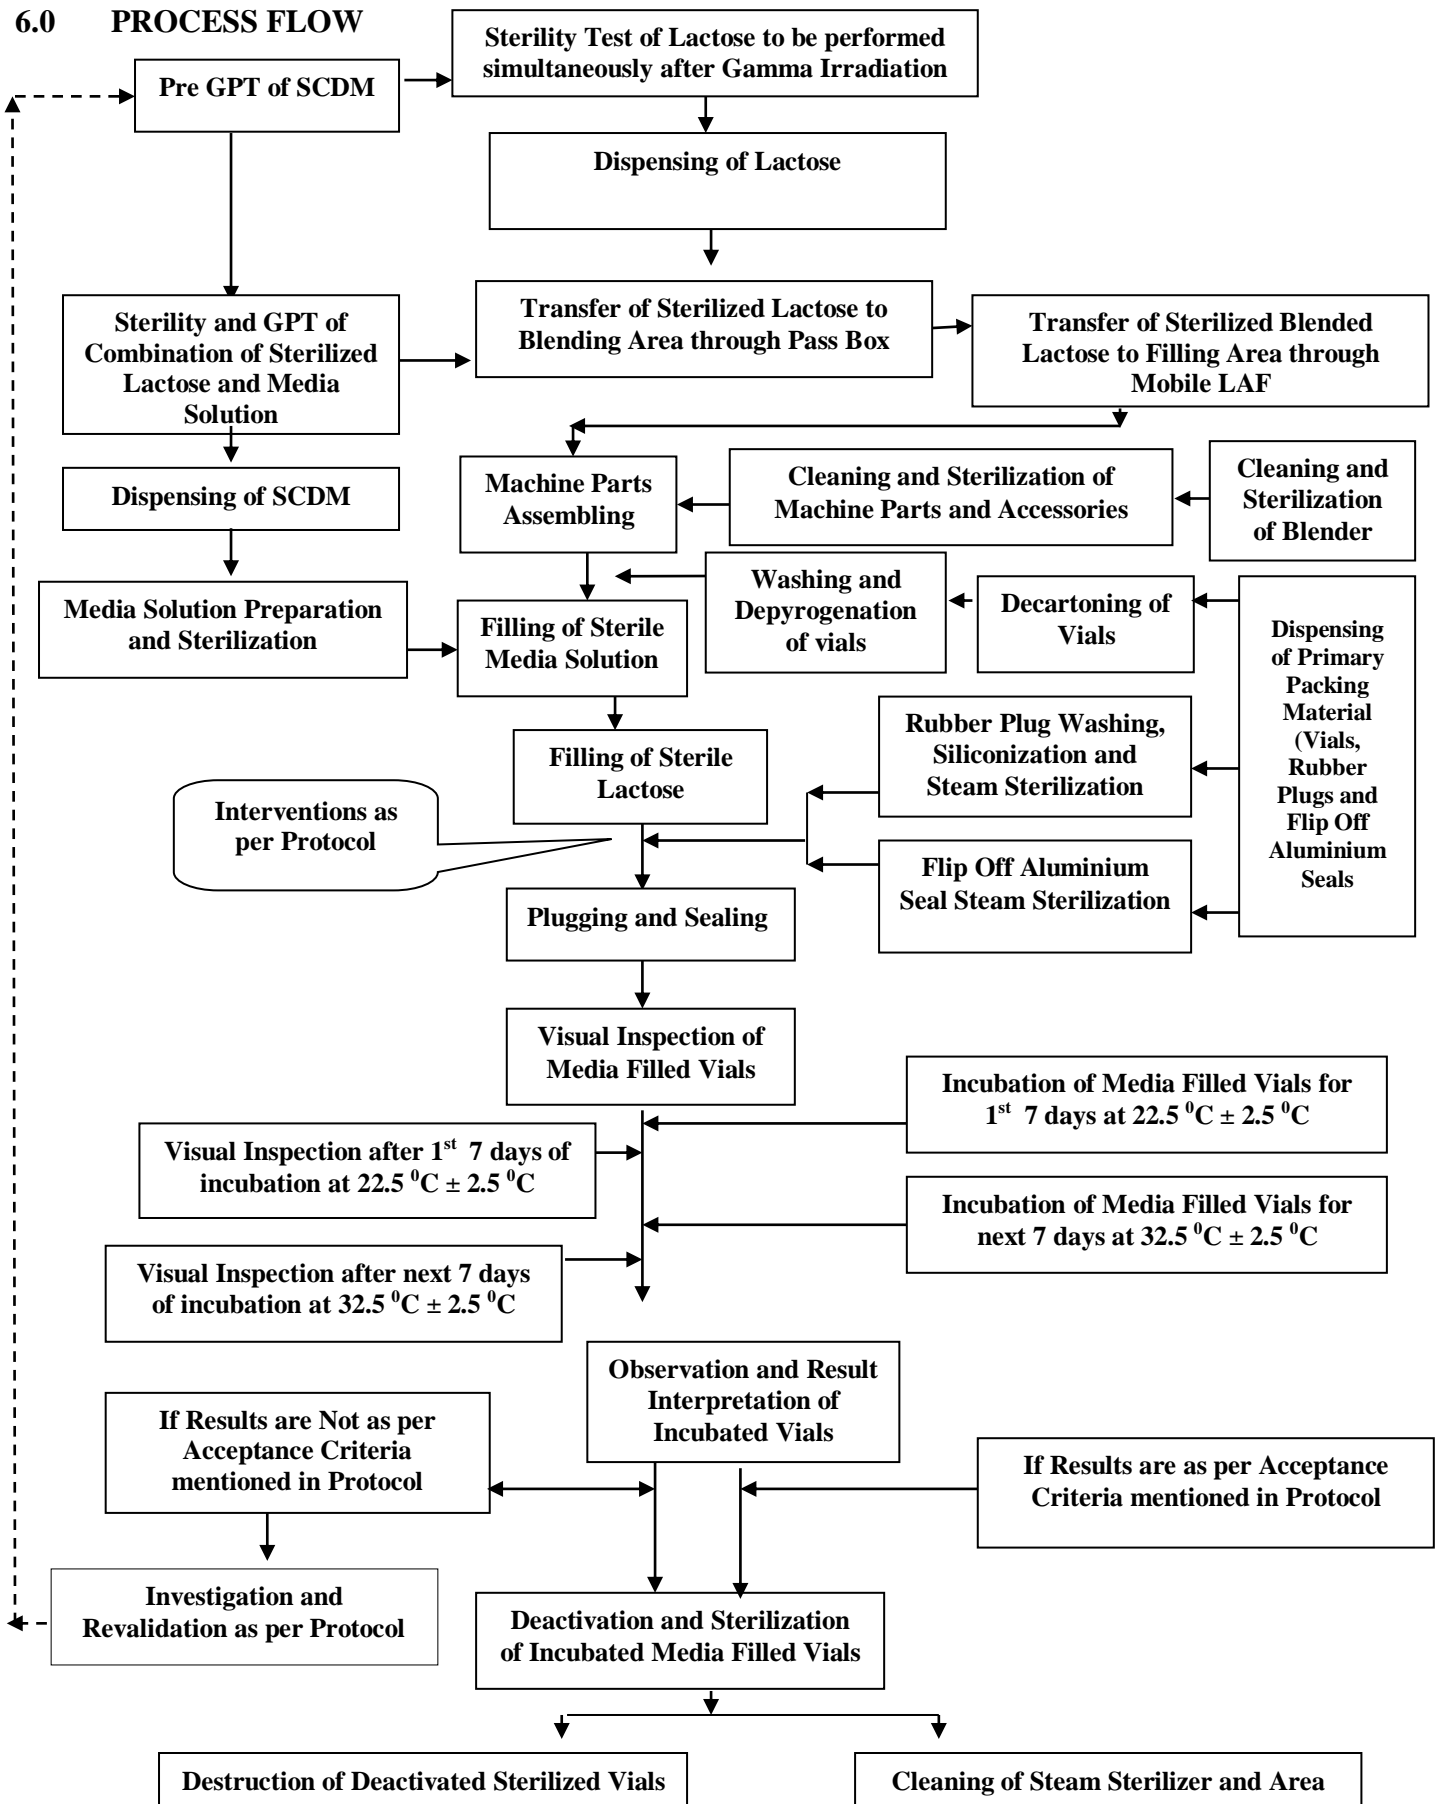 6.0 PROCESS FLOW
Sterility Test of Lactose to be performed
simultaneously after Gamma Irradiation
Pre GPT of SCDM
Dispensing of Lactose
Sterility and GPT of
Combination of Sterilized
Lactose and Media
Solution
Transfer of Sterilized Lactose to
Blending Area through Pass Box
Transfer of Sterilized Blended
Lactose to Filling Area through
Mobile LAF
Dispensing of SCDM
Machine Parts
Assembling
Cleaning and Sterilization of
Machine Parts and Accessories
Cleaning and
Sterilization
of Blender
Media Solution Preparation
and Sterilization
Filling of Sterile
Media Solution
Washing and
Depyrogenation
of vials
Decartoning of
Vials
Dispensing
of Primary
Packing
Material
(Vials,
Rubber
Plugs and
Flip Off
Aluminium
Seals
Rubber Plug Washing,
Siliconization and
Steam Sterilization
Filling of Sterile
Lactose
Interventions as
per Protocol
Flip Off Aluminium
Seal Steam Sterilization
Plugging and Sealing
Visual Inspection of
Media Filled Vials
Incubation of Media Filled Vials for
1st 7 days at 22.5 0C ± 2.5 0C
Visual Inspection after 1st 7 days of
incubation at 22.5 0C ± 2.5 0C
Incubation of Media Filled Vials for
next 7 days at 32.5 0C ± 2.5 0C
Visual Inspection after next 7 days
of incubation at 32.5 0C ± 2.5 0C
Observation and Result
Interpretation of
Incubated Vials
If Results are Not as per
Acceptance Criteria
mentioned in Protocol
If Results are as per Acceptance
Criteria mentioned in Protocol
Investigation and
Revalidation as per Protocol
Deactivation and Sterilization
of Incubated Media Filled Vials
Destruction of Deactivated Sterilized Vials
Cleaning of Steam Sterilizer and Area